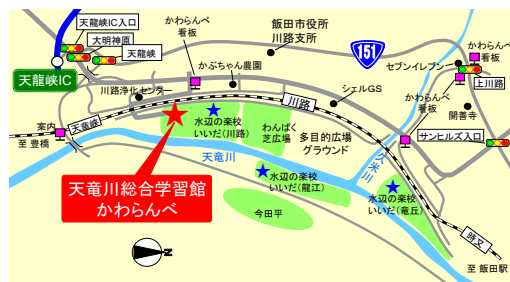 天龍峡IC入口
大明神原
天龍峡
天龍峡IC
かわらんべ
看板
飯田市役所
川路支所
151
かわらんべ
看板
セブンイレブン
上川路
かぶちゃん農園
川路浄化センター
シェルGS
かわらんべ
看板
開善寺
サンヒルズ入口
川路
案内
天竜峡
至 豊橋
水辺の楽校
いいだ(川路)
わんぱく
芝広場
多目的広場
グラウンド
天竜川
久米川
天竜川総合学習館
かわらんべ
水辺の楽校
いいだ(龍江)
水辺の楽校
いいだ(竜丘)
今田平
時又
至 飯田駅
N